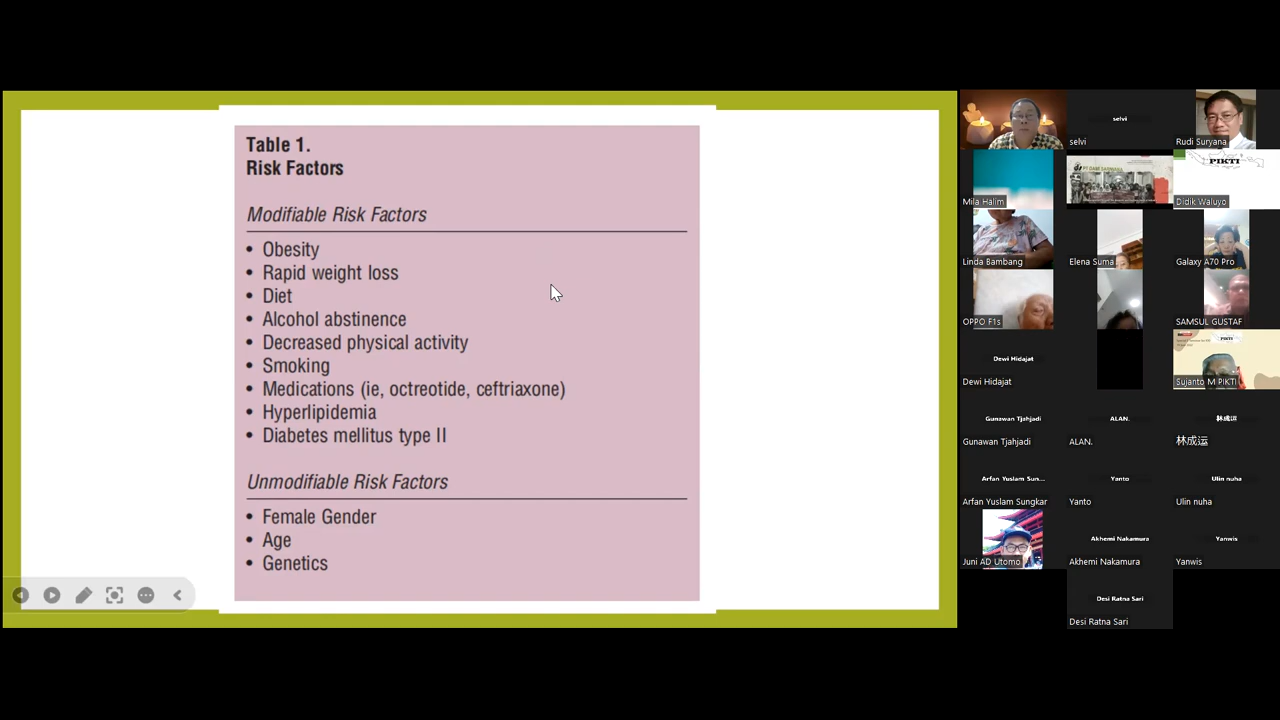 Table 1.
Risk Factors
Modifiable Risk Factors
• Obesity
• Rapid weight loss
• Diet
• Alcohol abstinence
• Decreased physical activity
• Smoking
• Medications (ie, octreotide, ceftriaxone)
• Hyperlipidemia
• Diabetes mellitus type II
Unmodifiable Risk Factors
• Female Gender
• Age
• Genetics
selvi
selvi
Rudi Suryana
Mila Halim
PIKTI
Didik Waluyo
Linda Bambang
Elena Suma
Galaxy A70 Pro
OPPO F1s
SAMSUL GUSTAF
Dewi Hidajat
Dewi Hidajat
PIKTI
Sujanto M PIKTI
Gunawan Tjahjadi
Gunawan Tjahjadi
ALAN.
ALAN.
林成运
林成运
Arfan Yuslam Sun...
Arfan Yuslam Sungkar
Yanto
Yanto
Ulin nuha
Ulin nuha
Juni AD Utomo
Akhemi Nakamura
Akhemi Nakamura
Yanwis
Yanwis
Desi Ratna Sari
Desi Ratna Sari